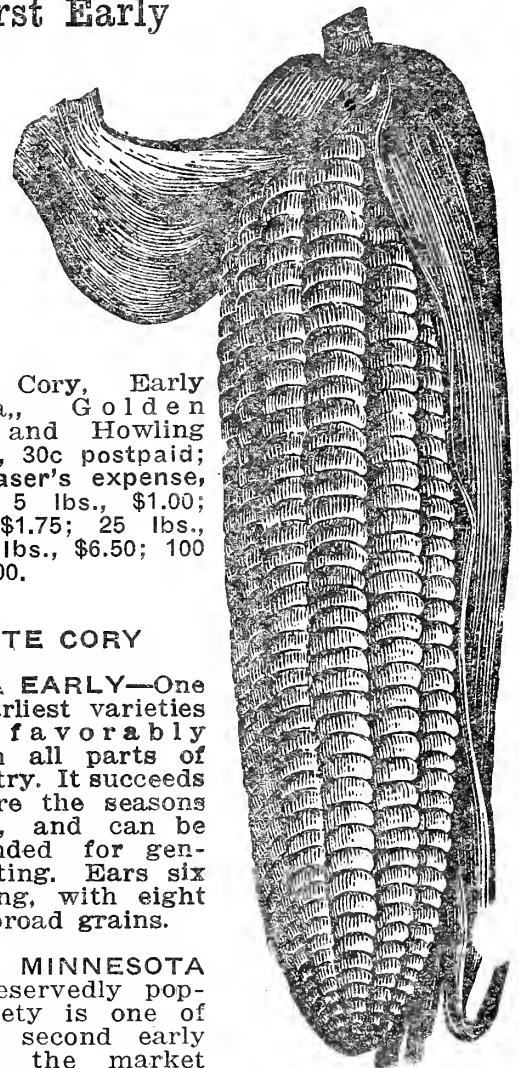 rst Early
Cory, Early
a,, Golden
and Howling
, 30c postpaid;
aser's expense,
5 lbs., $1.00;
$1.75; 25 lbs.,
lbs., $6.50; 100
00.
TE CORY
EARLY—One
arliest varieties
favorably
n all parts of
try. It succeeds
re the seasons
, and can be
nded for gen-
ting. Ears six
ng, with eight
broad grains.
MINNESOTA
eservedly pop-
ety is one of
second early
the market